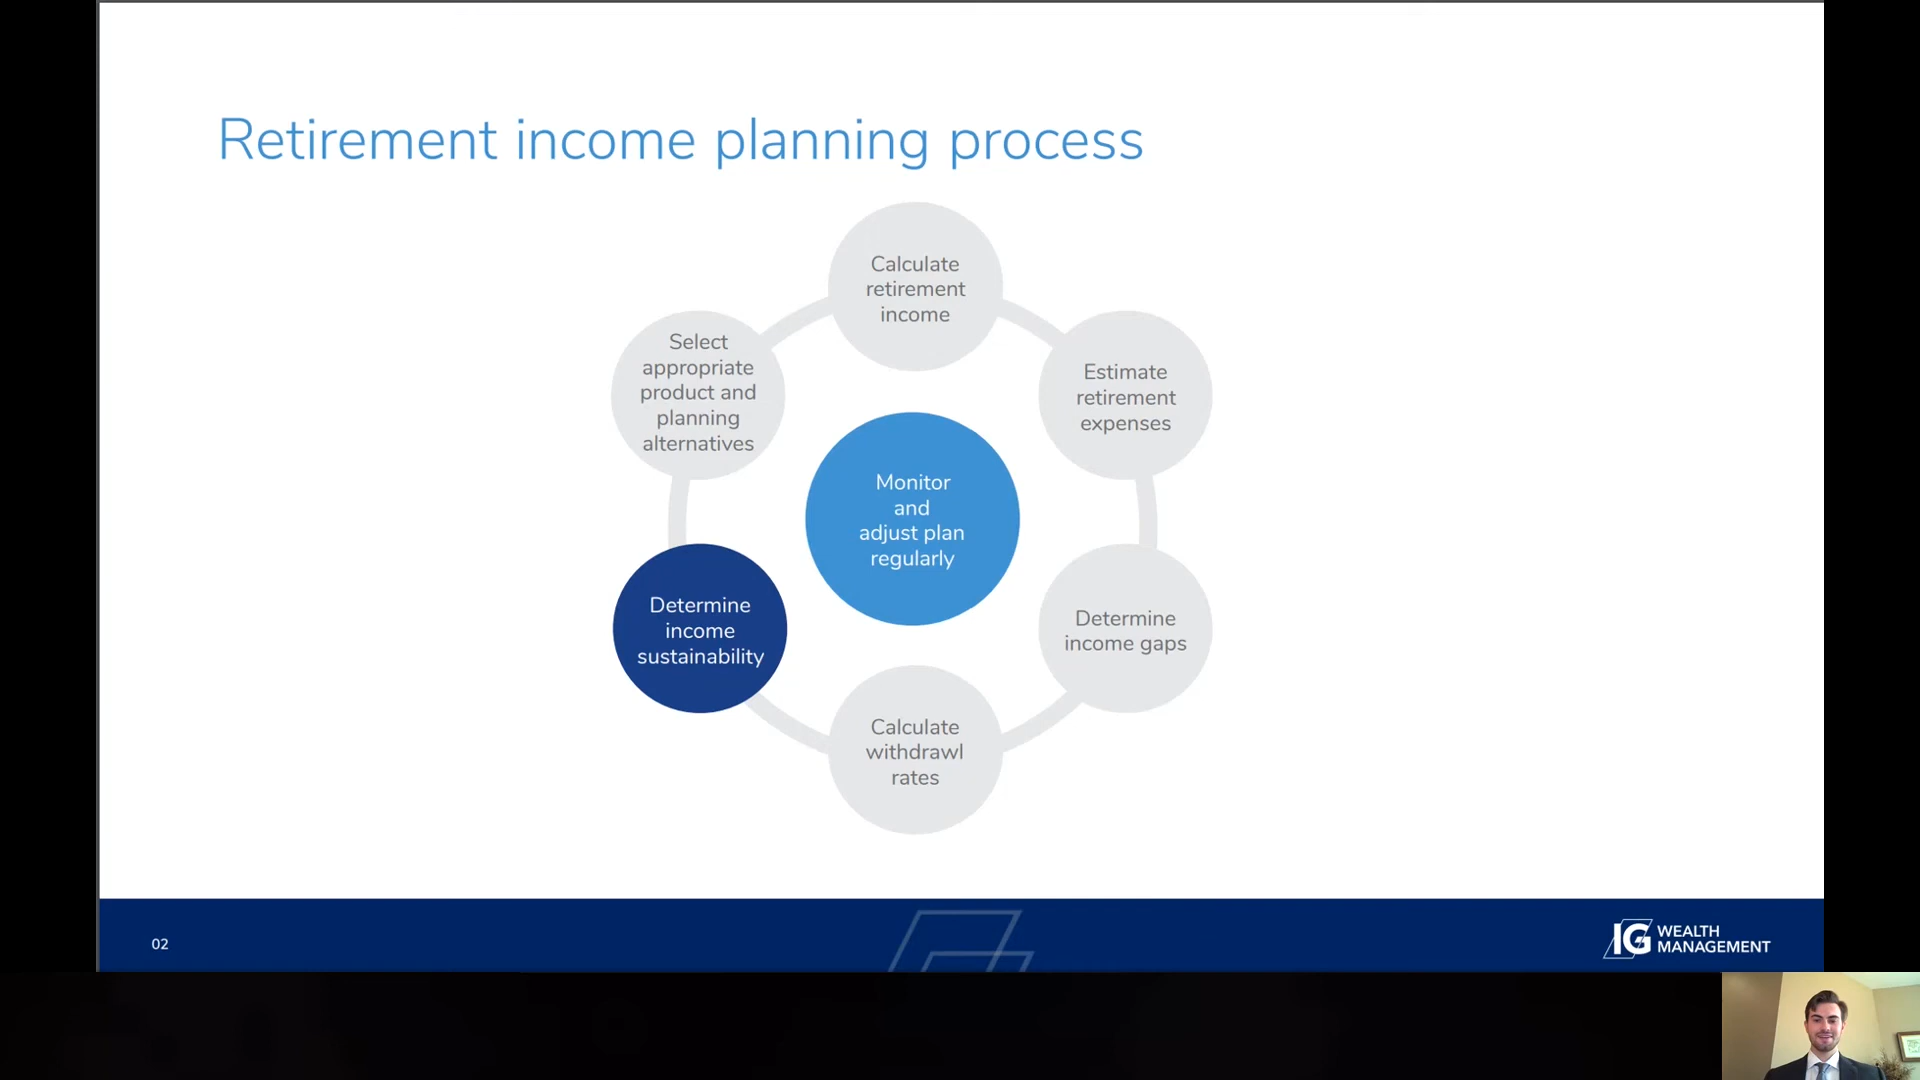 Retirement income planning process
Calculate
retirement
income
Estimate
retirement
expenses
Determine
income gaps
Calculate
withdrawl
rates
Determine
income
sustainability
Select
appropriate
product and
planning
alternatives
Monitor
and
adjust plan
regularly
02
IG WEALTH
MANAGEMENT